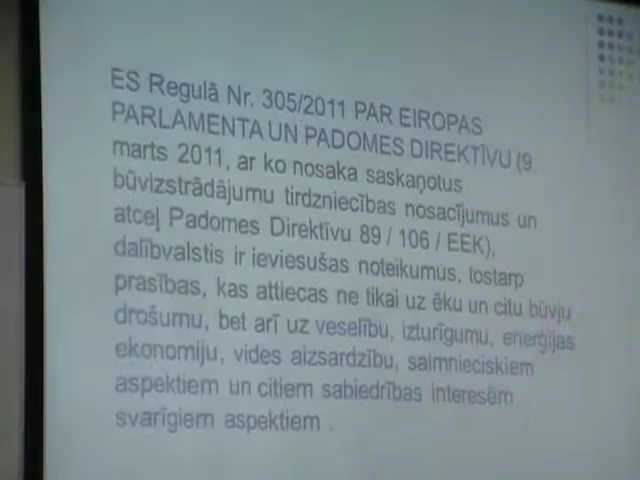 ES Regulā Nr. 305/2011 PAR EIROPAS
PARLAMENTA UN PADOMES DIREKTĪVU (9
marts 2011, ar ko nosaka saskaņotus
būvizstrādājumu tirdzniecības nosacījumus un
atceļ Padomes Direktīvu 89 / 106 / EEK),
dalībvalstis ir ieviesušas noteikumus, tostarp
prasības, kas attiecas ne tikai uz ēku un citu būvju
drošumu, bet arī uz veselību, izturīgumu, enerģijas
ekonomiju, vides aizsardzību, saimnieciskiem
aspektiem un citiem sabiedrības interesēm
svarīgiem aspektiem .